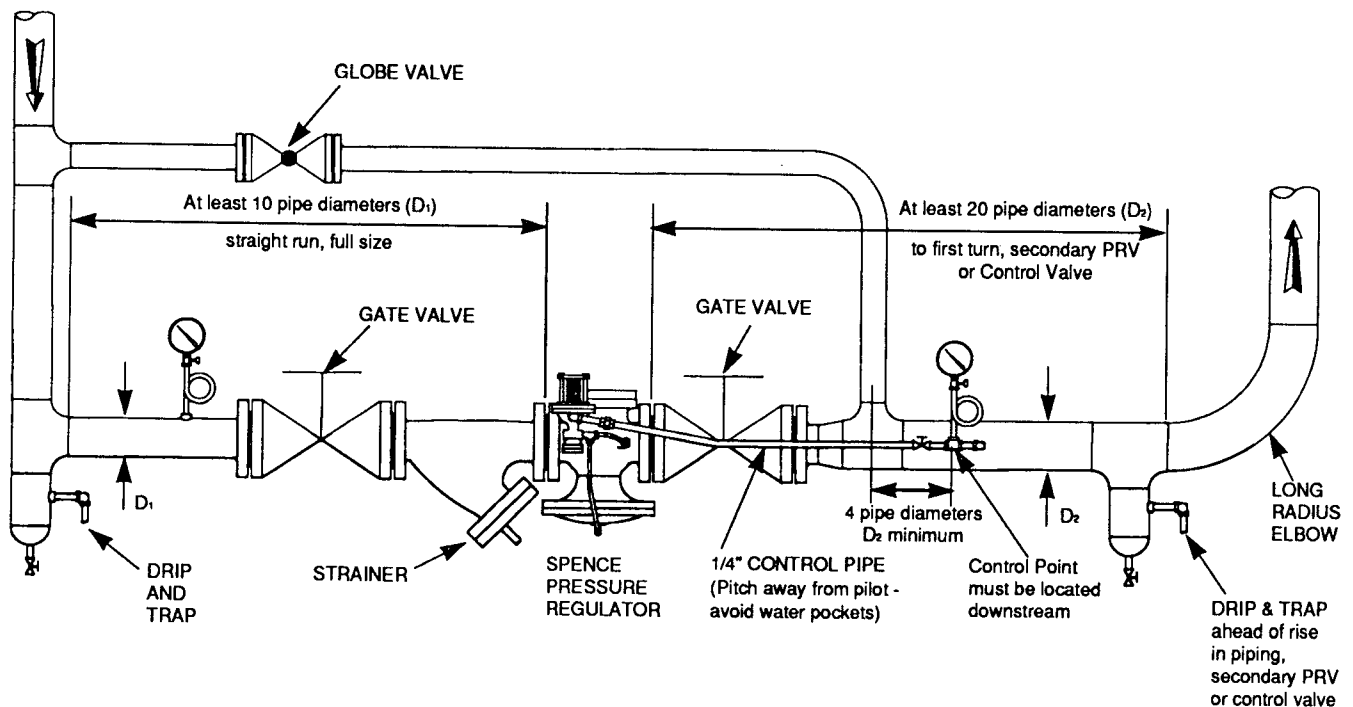 GLOBE VALVE
At least 10 pipe diameters (D₁)
straight run, full size
At least 20 pipe diameters (D₂)
to first turn, secondary PRV
or Control Valve
GATE VALVE
GATE VALVE
D₁
D₂
4 pipe diameters
D₂ minimum
LONG
RADIUS
ELBOW
DRIP
AND
TRAP
STRAINER
SPENCE
PRESSURE
REGULATOR
1/4" CONTROL PIPE
(Pitch away from pilot -
avoid water pockets)
Control Point
must be located
downstream
DRIP & TRAP
ahead of rise
in piping,
secondary PRV
or control valve